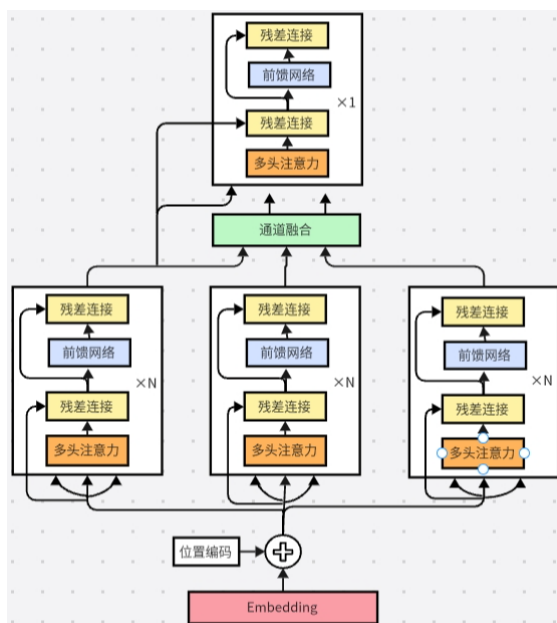 残差连接
前馈网络
×1
残差连接
多头注意力
通道融合
残差连接
前馈网络
×N
残差连接
多头注意力
残差连接
前馈网络
×N
残差连接
多头注意力
残差连接
前馈网络
×N
残差连接
多头注意力
位置编码
Embedding